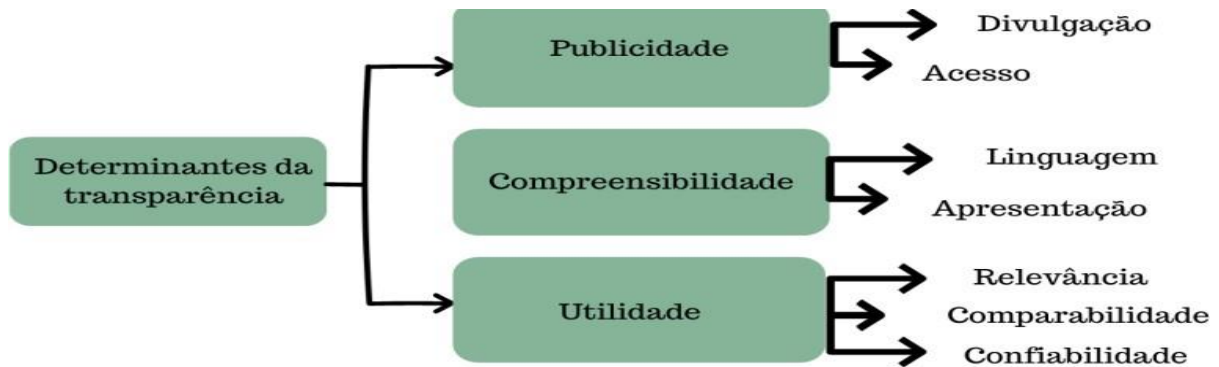 Determinantes da
transparência
Publicidade
Divulgação
Acesso
Compreensibilidade
Linguagem
Apresentação
Utilidade
Relevância
Comparabilidade
Confiabilidade